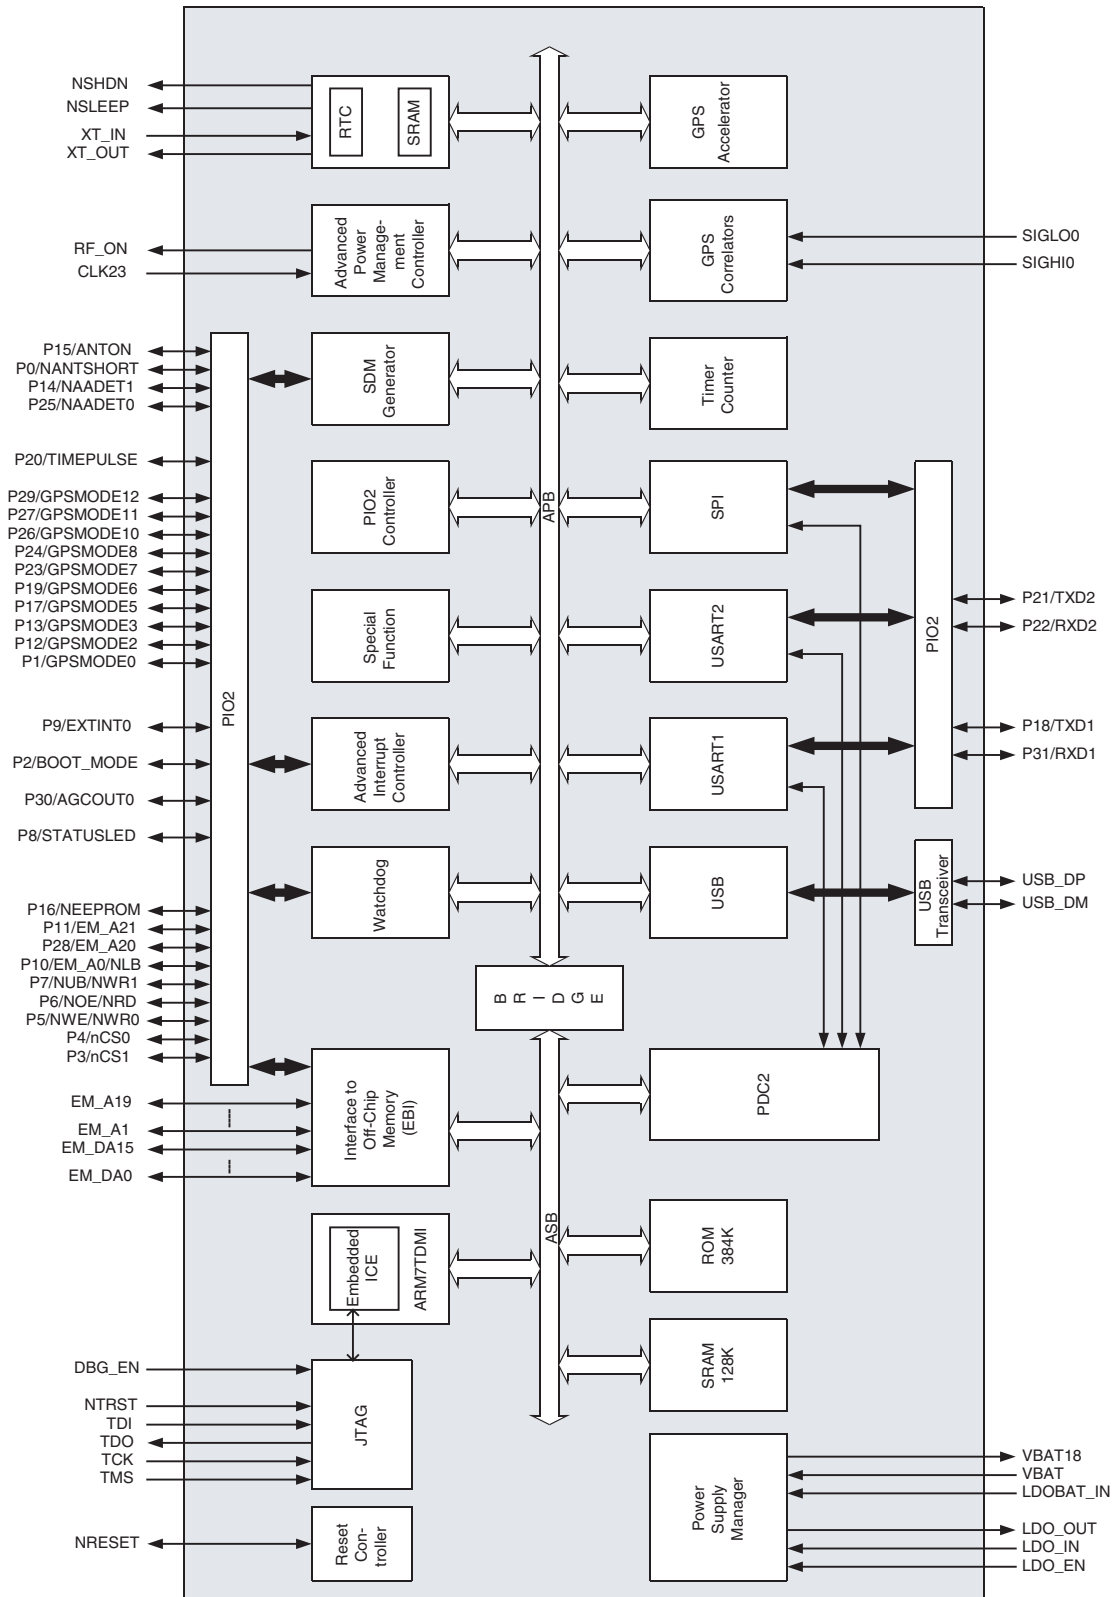 NSHDN
NSLEEP
XT_IN
XT_OUT
RTC
SRAM
GPS
Accelerator
RF_ON
CLK23
Advanced
Power
Manage-
ment
Controller
GPS
Correlators
SIGLO0
SIGHI0
P15/ANTON
P0/NANTSHORT
P14/NAADET1
P25/NAADET0
SDM
Generator
Timer
Counter
P20/TIMEPULSE
P29/GPSMODE12
P27/GPSMODE11
P26/GPSMODE10
P24/GPSMODE8
P23/GPSMODE7
P19/GPSMODE6
P17/GPSMODE5
P13/GPSMODE3
P12/GPSMODE2
P1/GPSMODE0
PIO2
Controller
APB
SPI
Special
Function
USART2
PIO2
P21/TXD2
P22/RXD2
PIO2
P9/EXTINT0
P2/BOOT_MODE
P30/AGCOUT0
P8/STATUSLED
Advanced
Interrupt
Controller
USART1
P18/TXD1
P31/RXD1
Watchdog
USB
USB
Transceiver
USB_DP
USB_DM
P16/NEEPROM
P11/EM_A21
P28/EM_A20
P10/EM_A0/NLB
P7/NUB/NWR1
P6/NOE/NRD
P5/NWE/NWR0
P4/nCS0
P3/nCS1
B
R
I
D
G
E
EM_A19
EM_A1
EM_DA15
EM_DA0
Interface to
Off-Chip
Memory
(EBI)
PDC2
Embedded
ICE
ARM7TDMI
ASB
ROM
384K
SRAM
128K
DBG_EN
NTRST
TDI
TDO
TCK
TMS
JTAG
NRESET
Reset
Con-
troller
Power
Supply
Manager
VBAT18
VBAT
LDOBAT_IN
LDO_OUT
LDO_IN
LDO_EN